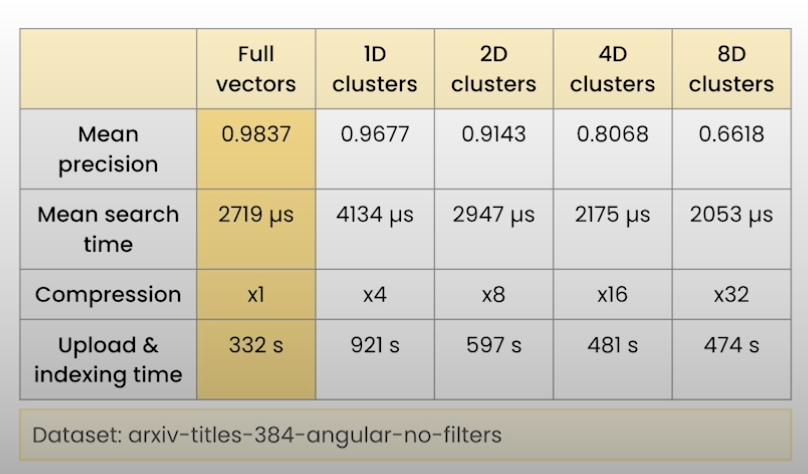 Full vectors 1D clusters 2D clusters 4D clusters 8D clusters
Mean precision 0.9837 0.9677 0.9143 0.8068 0.6618
Mean search time 2719 µs 4134 µs 2947 µs 2175 µs 2053 µs
Compression x1 x4 x8 x16 x32
Upload & indexing time 332 s 921 s 597 s 481 s 474 s
Dataset: arxiv-titles-384-angular-no-filters